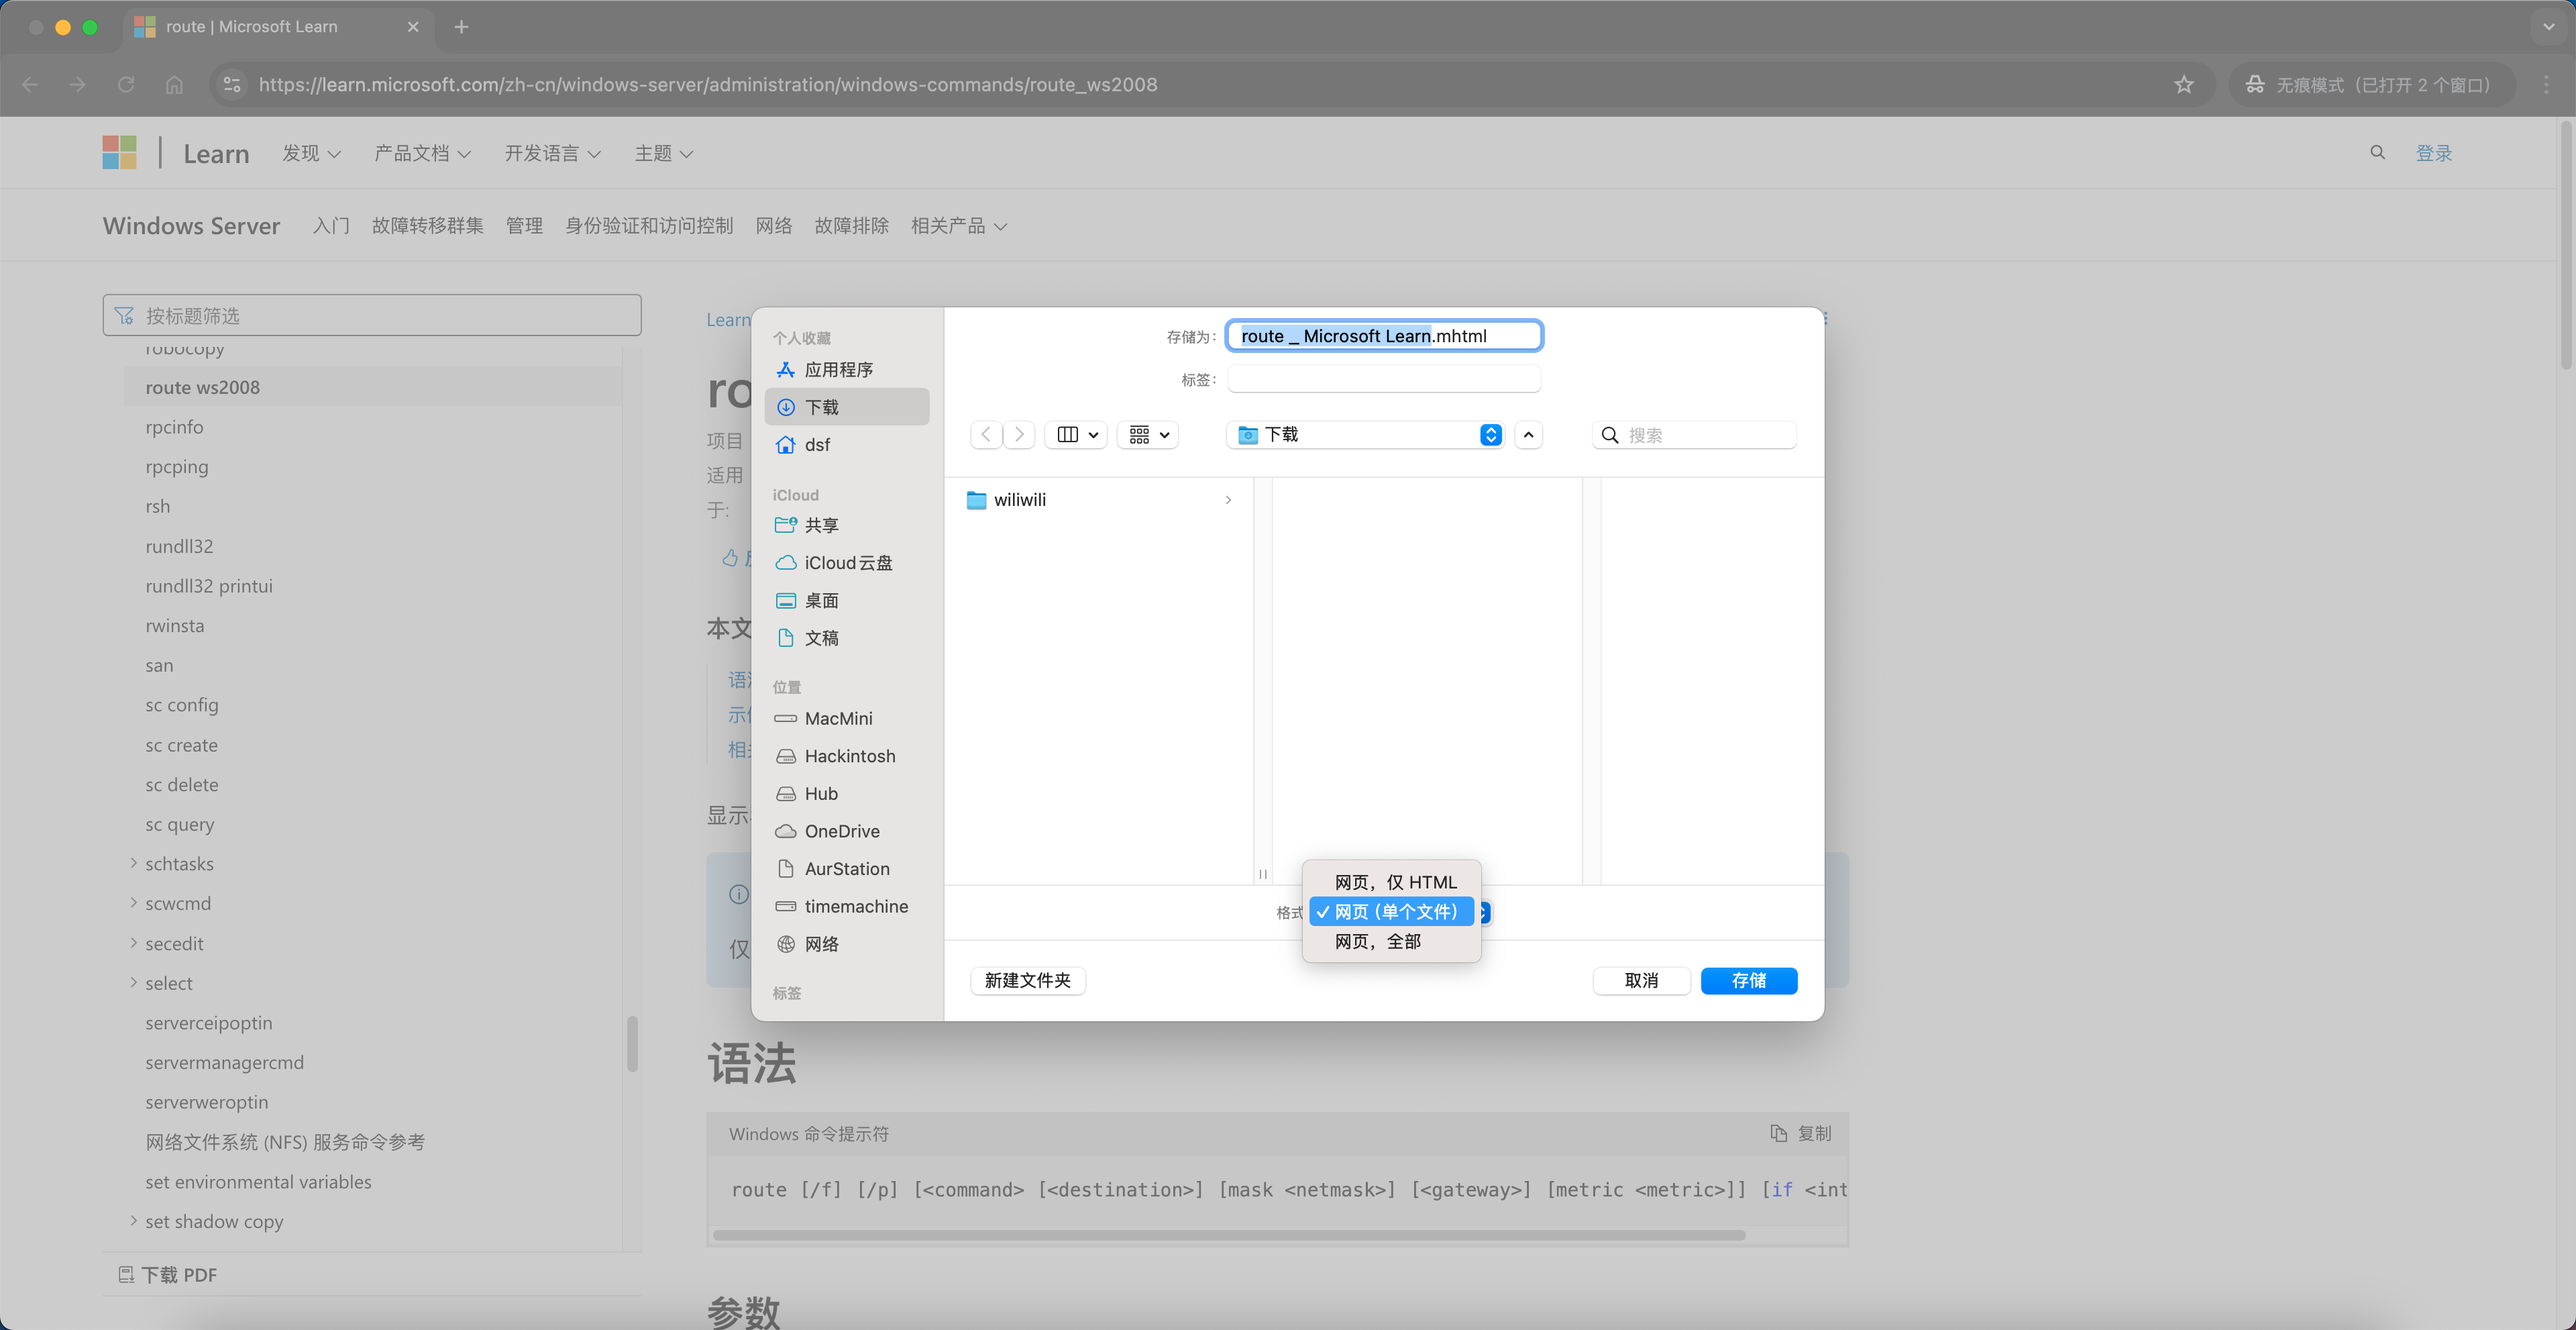 route | Microsoft Learn
https://learn.microsoft.com/zh-cn/windows-server/administration/windows-commands/route_ws2008
无痕模式（已打开 2 个窗口）
Learn 发现 产品文档 开发语言 主题 登录
Windows Server 入门 故障转移群集 管理 身份验证和访问控制 网络 故障排除 相关产品
按标题筛选
robocopy
route ws2008
rpcinfo
rpcping
rsh
rundll32
rundll32 printui
rwinsta
san
sc config
sc create
sc delete
sc query
schtasks
scwcmd
secedit
select
serverceipoptin
servermanagercmd
serverweroptin
网络文件系统 (NFS) 服务命令参考
set environmental variables
set shadow copy
下载 PDF
Learn
ro
项目
适用
于:
本文
显示
仅
个人收藏
应用程序
下载
dsf
iCloud
共享
iCloud云盘
桌面
文稿
位置
MacMini
Hackintosh
Hub
OneDrive
AurStation
timemachine
网络
标签
存储为：
route _ Microsoft Learn.mhtml
标签：
下载
搜索
wiliwili
格式
网页，仅 HTML
网页 (单个文件)
网页，全部
新建文件夹
取消
存储
语法
Windows 命令提示符
复制
route [/f] [/p] [<command> [<destination>] [mask <netmask>] [<gateway>] [metric <metric>]] [if <int
参数